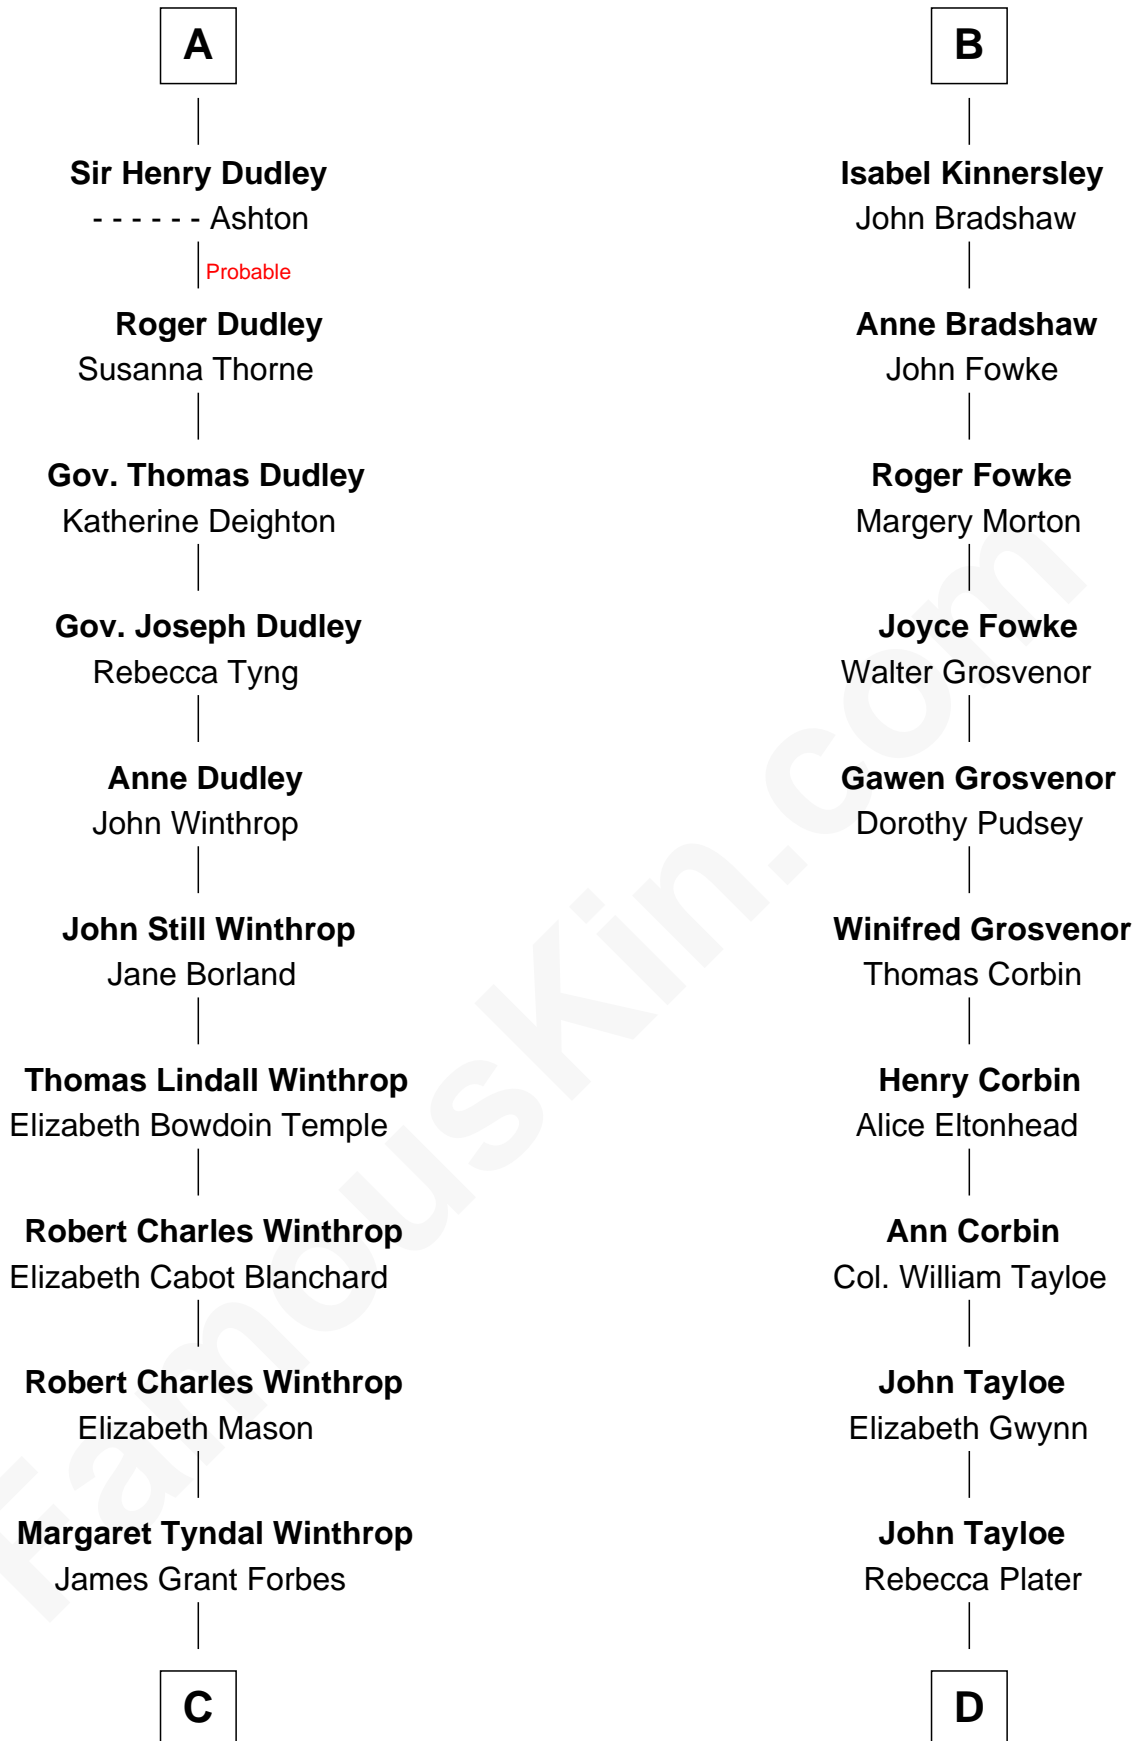 A
Sir Henry Dudley
- - - - - - Ashton
Probable
Roger Dudley
Susanna Thorne
Gov. Thomas Dudley
Katherine Deighton
Gov. Joseph Dudley
Rebecca Tyng
Anne Dudley
John Winthrop
John Still Winthrop
Jane Borland
Thomas Lindall Winthrop
Elizabeth Bowdoin Temple
Robert Charles Winthrop
Elizabeth Cabot Blanchard
Robert Charles Winthrop
Elizabeth Mason
Margaret Tyndal Winthrop
James Grant Forbes
C
B
Isabel Kinnersley
John Bradshaw
Anne Bradshaw
John Fowke
Roger Fowke
Margery Morton
Joyce Fowke
Walter Grosvenor
Gawen Grosvenor
Dorothy Pudsey
Winifred Grosvenor
Thomas Corbin
Henry Corbin
Alice Eltonhead
Ann Corbin
Col. William Tayloe
John Tayloe
Elizabeth Gwynn
John Tayloe
Rebecca Plater
D
FamousKin.com